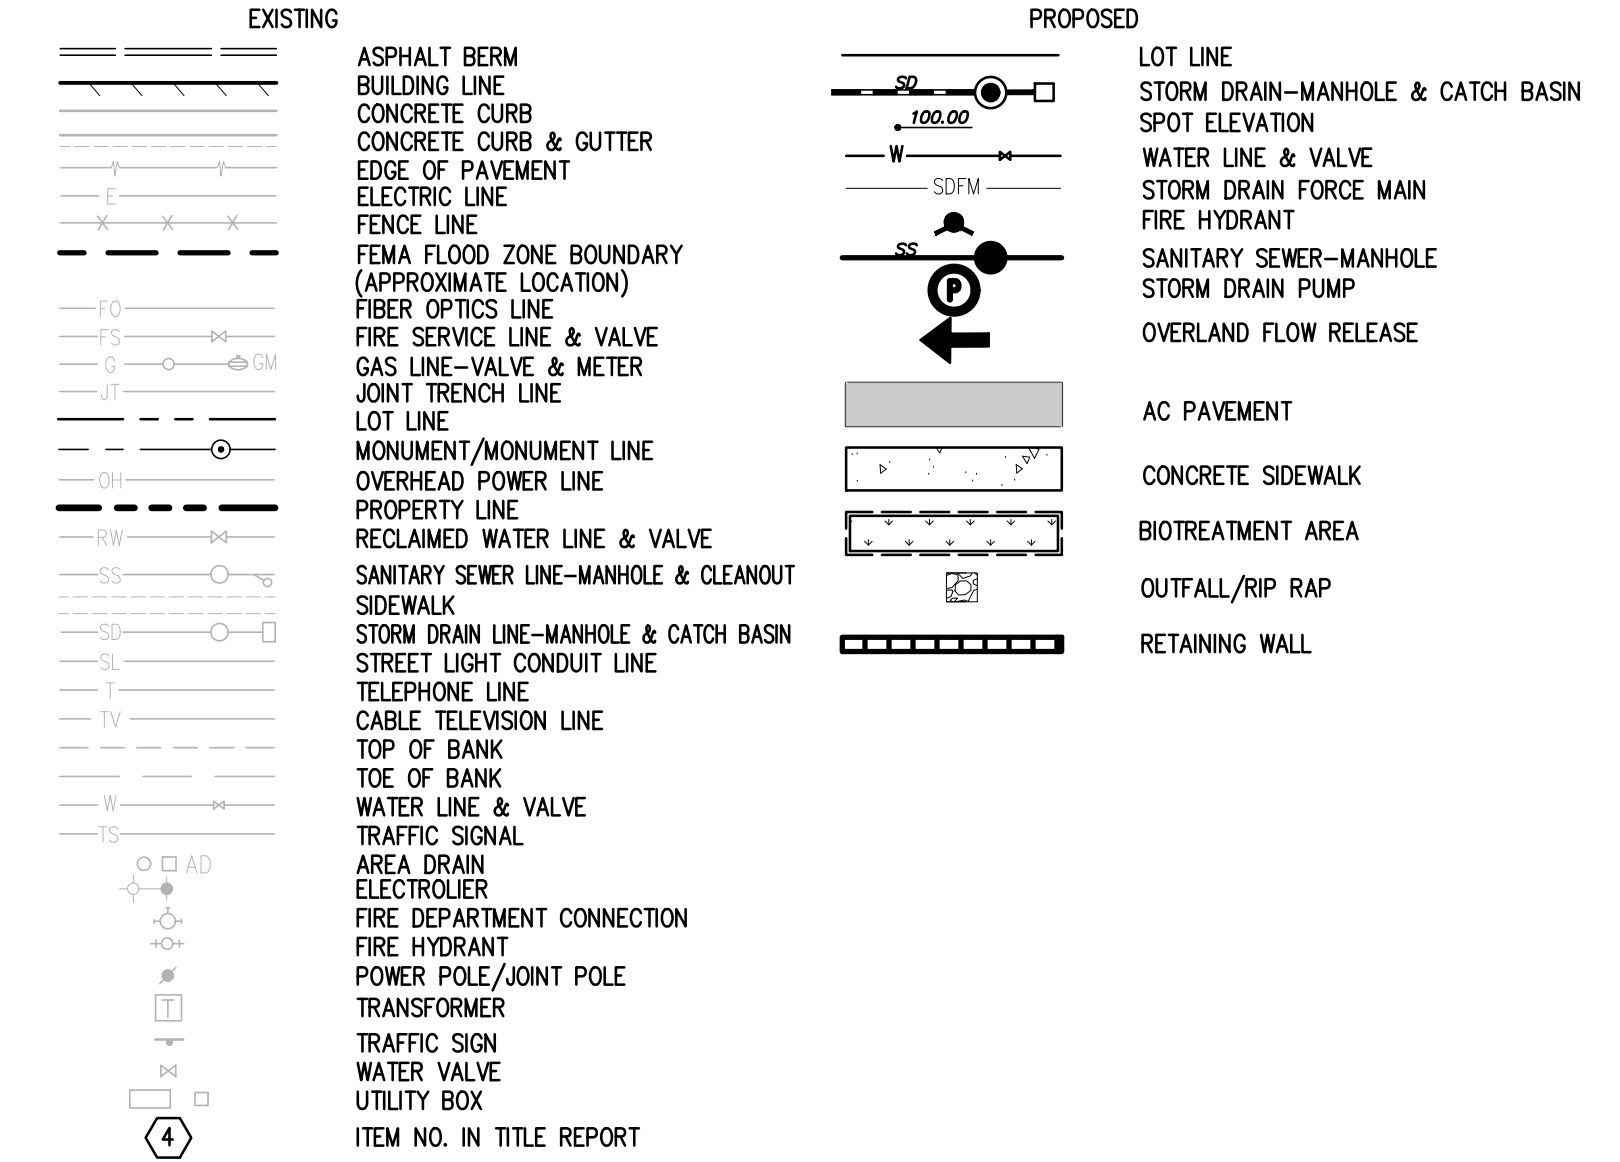 EXISTING
ASPHALT BERM
BUILDING LINE
CONCRETE CURB
CONCRETE CURB & GUTTER
EDGE OF PAVEMENT
E ELECTRIC LINE
X X X FENCE LINE
FEMA FLOOD ZONE BOUNDARY
(APPROXIMATE LOCATION)
FO FIBER OPTICS LINE
FS FIRE SERVICE LINE & VALVE
G GM GAS LINE-VALVE & METER
JT JOINT TRENCH LINE
LOT LINE
MONUMENT/MONUMENT LINE
OH OVERHEAD POWER LINE
PROPERTY LINE
RW RECLAIMED WATER LINE & VALVE
SS SANITARY SEWER LINE-MANHOLE & CLEANOUT
SIDEWALK
SD STORM DRAIN LINE-MANHOLE & CATCH BASIN
SL STREET LIGHT CONDUIT LINE
T TELEPHONE LINE
TV CABLE TELEVISION LINE
TOP OF BANK
TOE OF BANK
W WATER LINE & VALVE
TS TRAFFIC SIGNAL
AD AREA DRAIN
ELECTROLIER
FIRE DEPARTMENT CONNECTION
FIRE HYDRANT
POWER POLE/JOINT POLE
T TRANSFORMER
TRAFFIC SIGN
WATER VALVE
UTILITY BOX
4 ITEM NO. IN TITLE REPORT
PROPOSED
LOT LINE
SD STORM DRAIN-MANHOLE & CATCH BASIN
100.00 SPOT ELEVATION
W WATER LINE & VALVE
SDFM STORM DRAIN FORCE MAIN
FIRE HYDRANT
SS SANITARY SEWER-MANHOLE
P STORM DRAIN PUMP
OVERLAND FLOW RELEASE
AC PAVEMENT
CONCRETE SIDEWALK
BIOTREATMENT AREA
OUTFALL/RIP RAP
RETAINING WALL